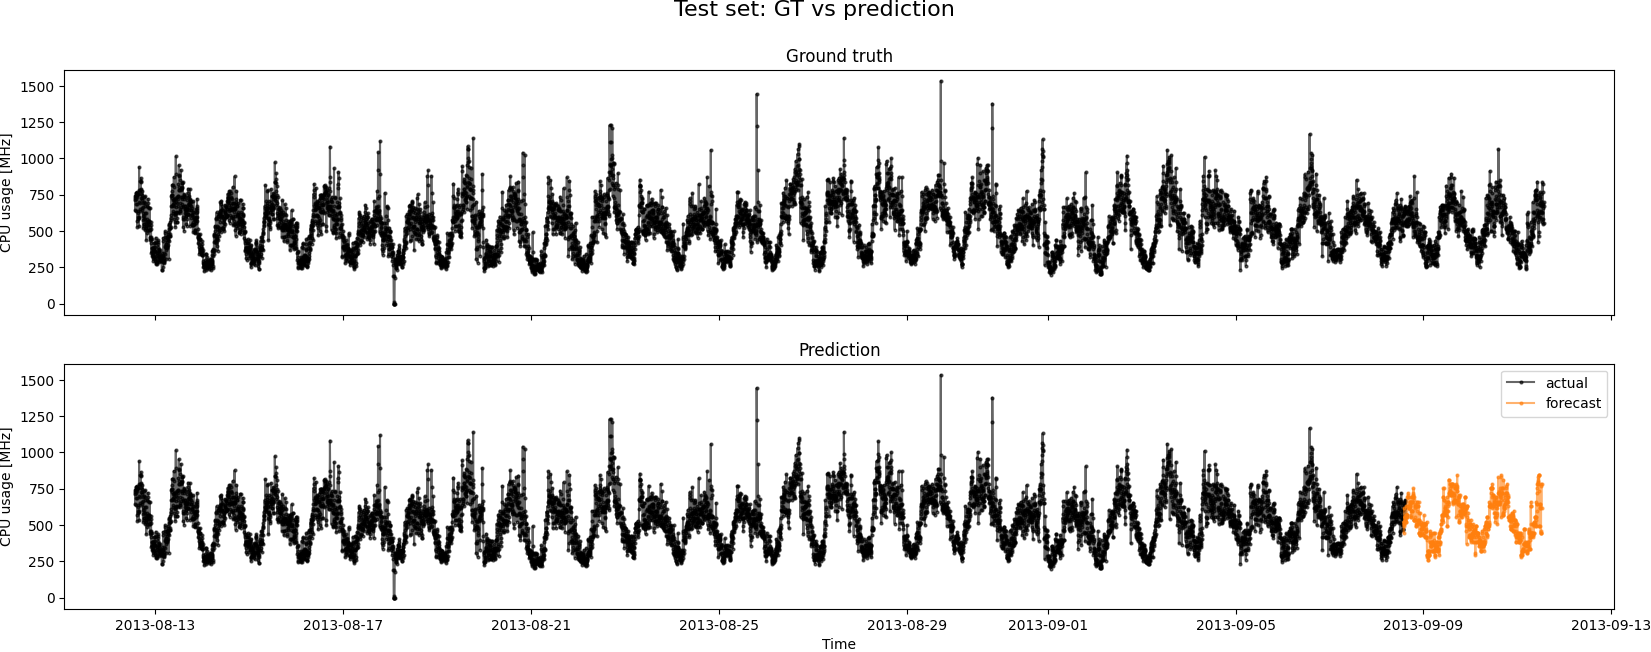 Test set: GT vs prediction
Ground truth
CPU usage [MHz]
1500
1250
1000
750
500
250
0
Prediction
CPU usage [MHz]
1500
1250
1000
750
500
250
0
actual
forecast
2013-08-13 2013-08-17 2013-08-21 2013-08-25 2013-08-29 2013-09-01 2013-09-05 2013-09-09 2013-09-13
Time